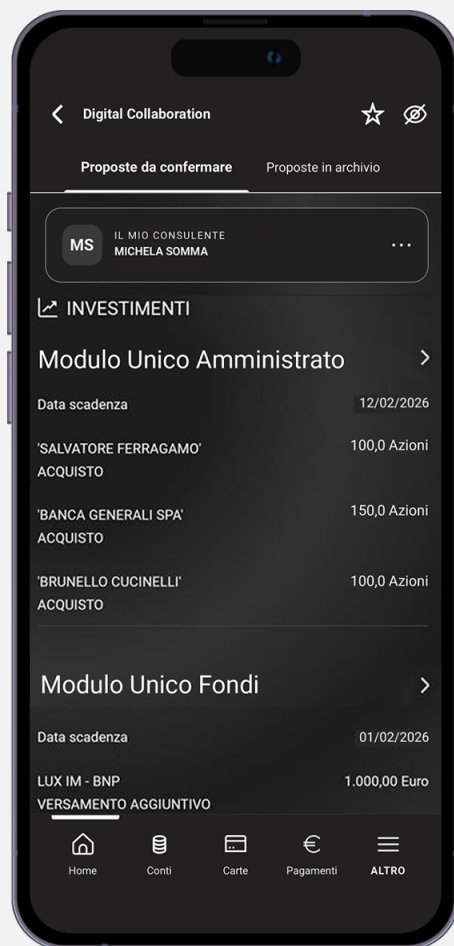 Digital Collaboration
Proposte da confermare Proposte in archivio
MS
IL MIO CONSULENTE
MICHELA SOMMA
INVESTIMENTI
Modulo Unico Amministrato
Data scadenza 12/02/2026
'SALVATORE FERRAGAMO' 100,0 Azioni
ACQUISTO
'BANCA GENERALI SPA' 150,0 Azioni
ACQUISTO
'BRUNELLO CUCINELLI' 100,0 Azioni
ACQUISTO
Modulo Unico Fondi
Data scadenza 01/02/2026
LUX IM - BNP 1.000,00 Euro
VERSAMENTO AGGIUNTIVO
Home Conti Carte Pagamenti ALTRO